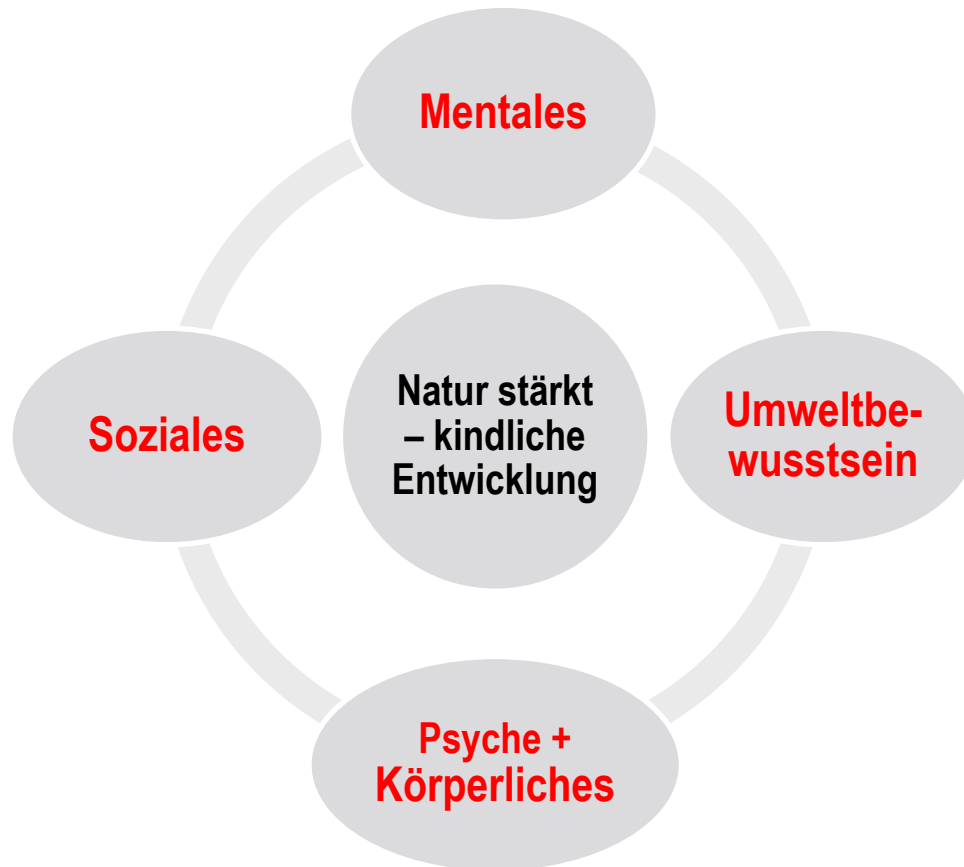 Mentales
Soziales
Natur stärkt
– kindliche
Entwicklung
Umweltbe-
wusstsein
Psyche +
Körperliches